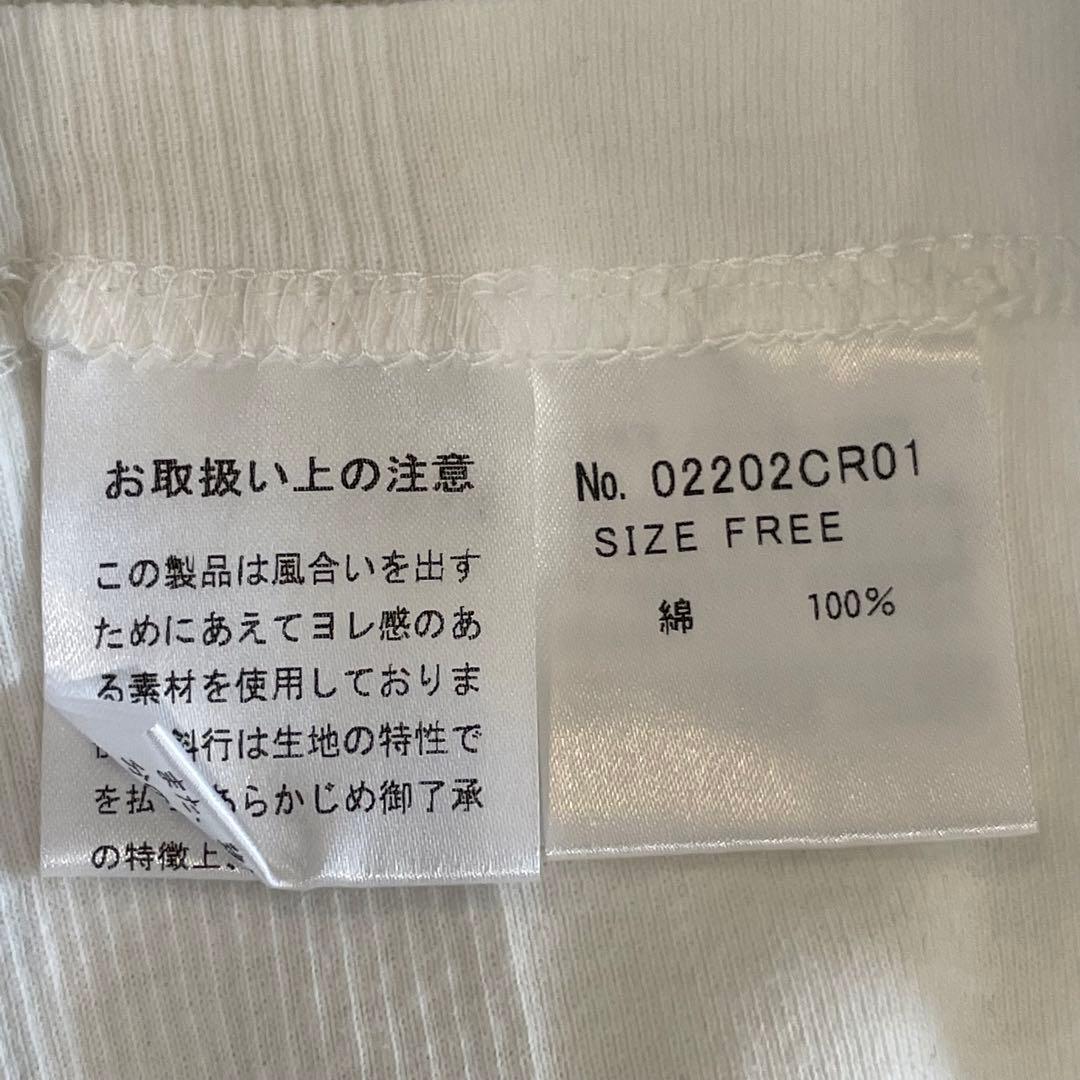 お取扱い上の注意
この製品は風合いを出す
ためにあえてヨレ感のあ
る素材を使用しておりま
斜行は生地の特性で
を払 あらかじめ御了承
の特徴上、
また、
No. 02202CR01
SIZE FREE
綿 100%